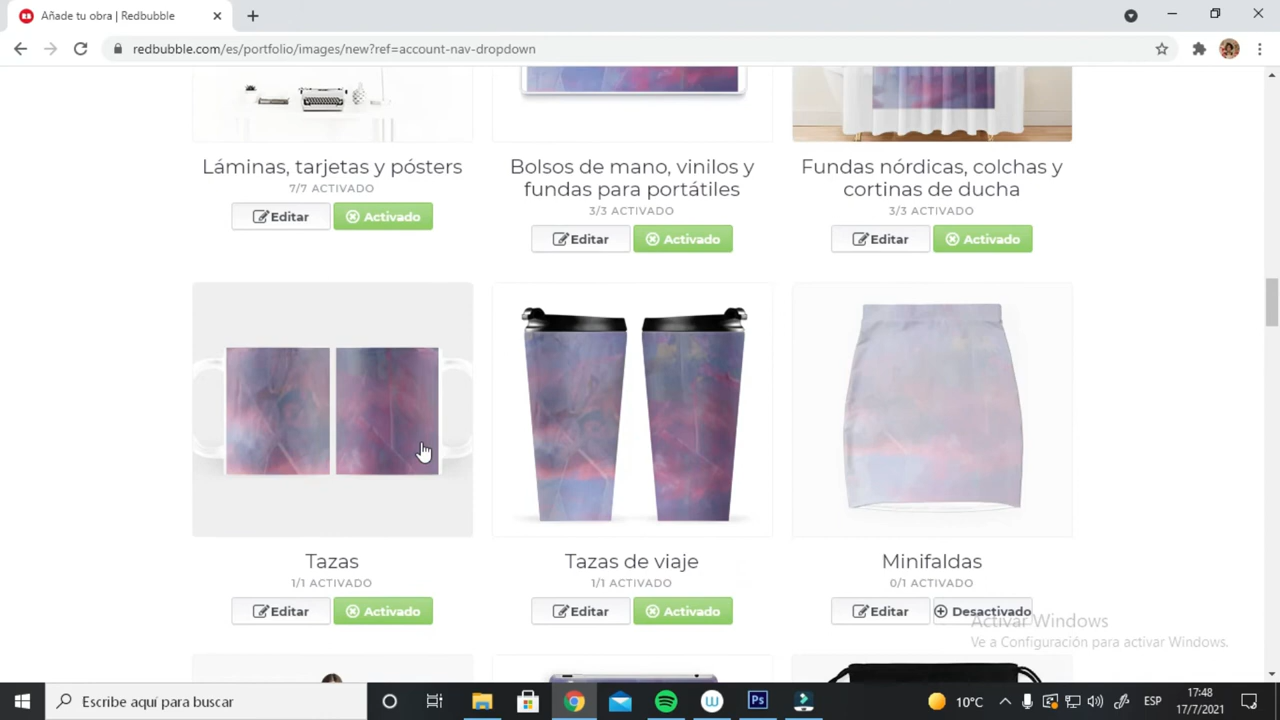 Añade tu obra | Redbubble
redbubble.com/es/portfolio/images/new?ref=account-nav-dropdown
Láminas, tarjetas y pósters
7/7 ACTIVADO
Editar
Activado
Bolsos de mano, vinilos y
fundas para portátiles
3/3 ACTIVADO
Editar
Activado
Fundas nórdicas, colchas y
cortinas de ducha
3/3 ACTIVADO
Editar
Activado
Tazas
1/1 ACTIVADO
Editar
Activado
Tazas de viaje
1/1 ACTIVADO
Editar
Activado
Minifaldas
0/1 ACTIVADO
Editar
Desactivado
Activar Windows
Ve a Configuración para activar Windows.
Escribe aquí para buscar
Ps
10°C
ESP
17:48
17/7/2021